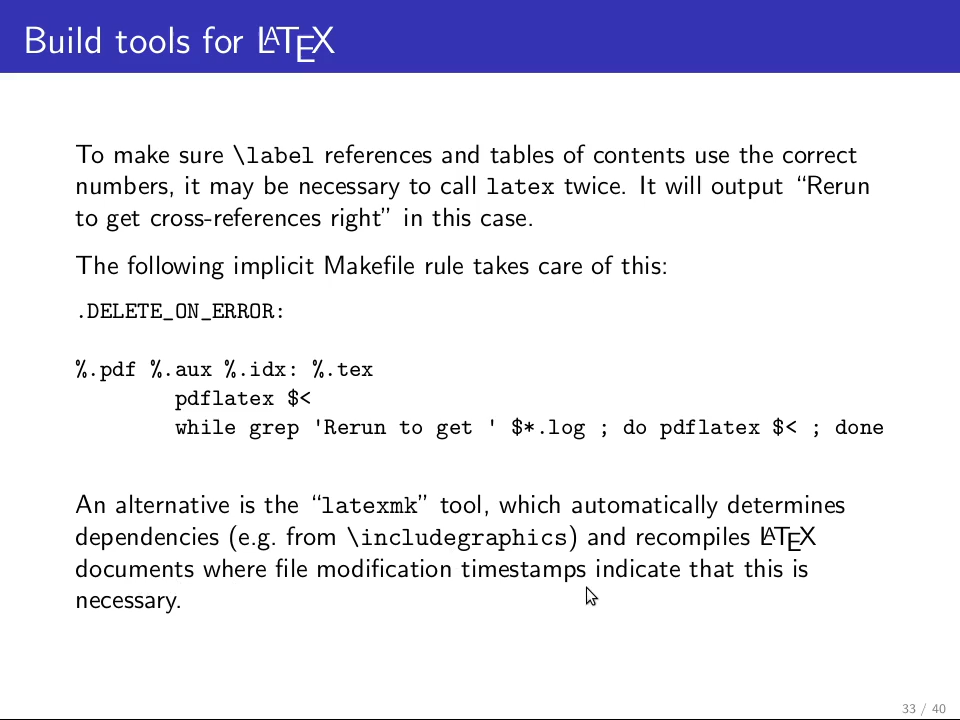 Build tools for LATEX
To make sure \label references and tables of contents use the correct
numbers, it may be necessary to call latex twice. It will output “Rerun
to get cross-references right” in this case.
The following implicit Makefile rule takes care of this:
.DELETE_ON_ERROR:
%.pdf %.aux %.idx: %.tex
        pdflatex $<
        while grep 'Rerun to get ' $*.log ; do pdflatex $< ; done
An alternative is the “latexmk” tool, which automatically determines
dependencies (e.g. from \includegraphics) and recompiles LATEX
documents where file modification timestamps indicate that this is
necessary.
33 / 40